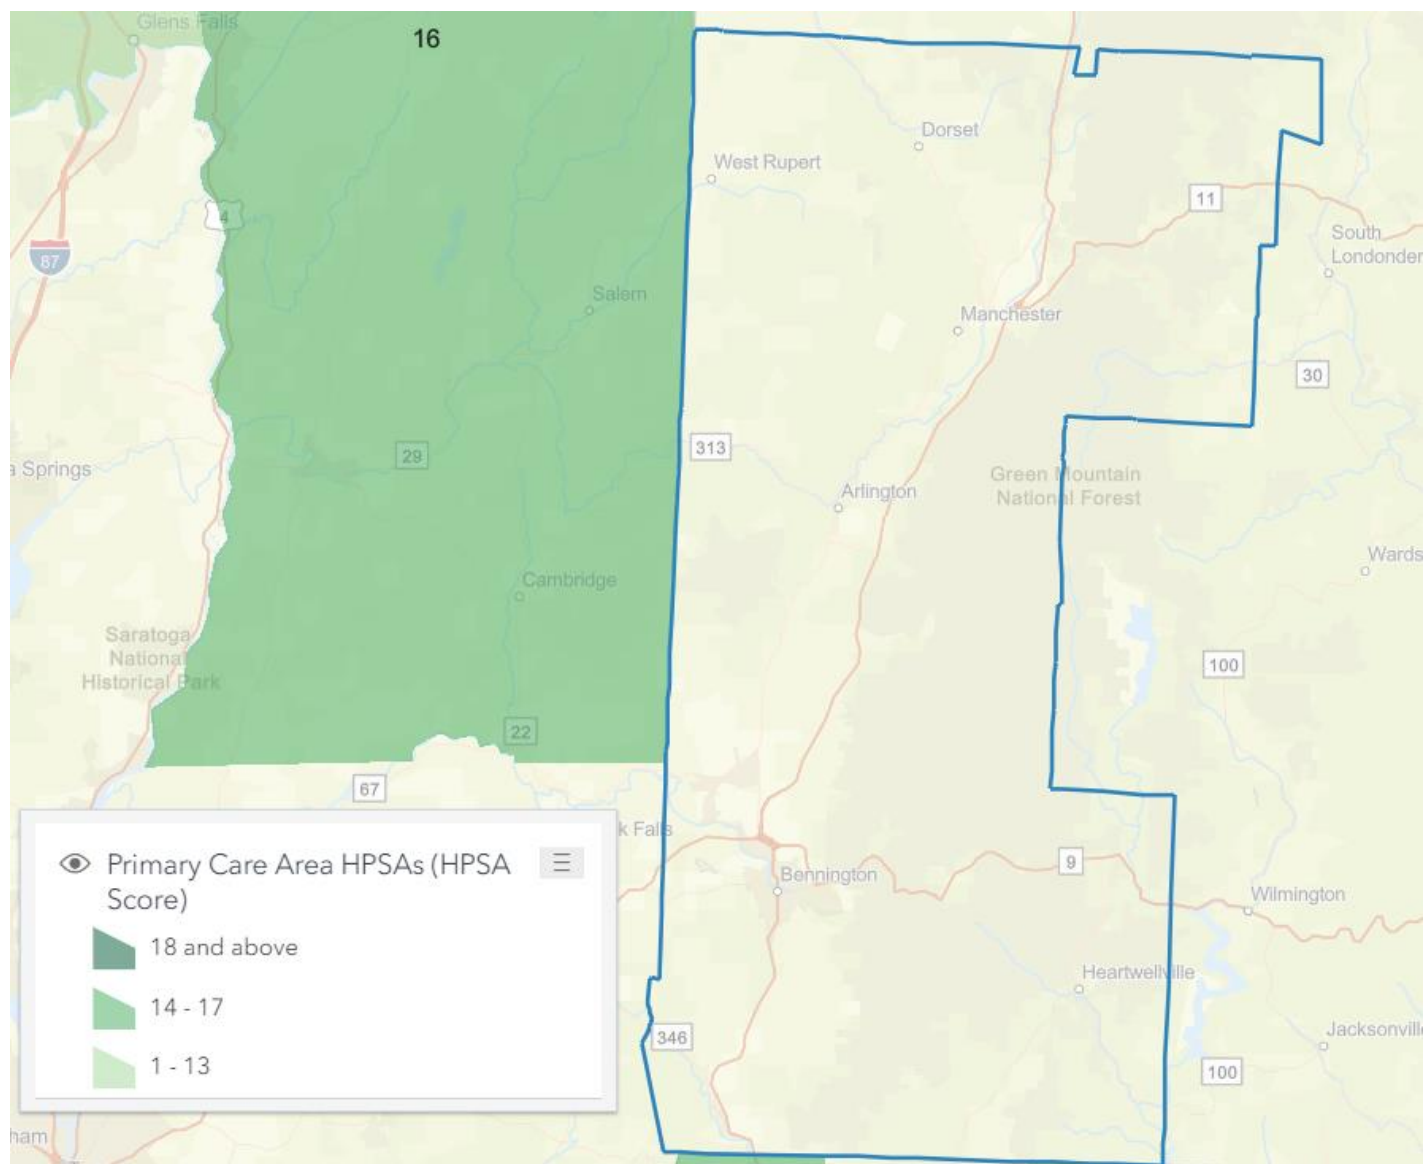 Glens Falls
16
Dorset
West Rupert
4
11
87
South
Londonder
Salem
Manchester
30
313
29
a Springs
Green Mountain
National Forest
Arlington
Wards
Cambridge
Saratoga
National
Historical Park
100
22
67
k Falls
Primary Care Area HPSAs (HPSA
Score)
18 and above
14 - 17
1 - 13
9
Bennington
Wilmington
Heartwellville
346
Jacksonville
100
ham